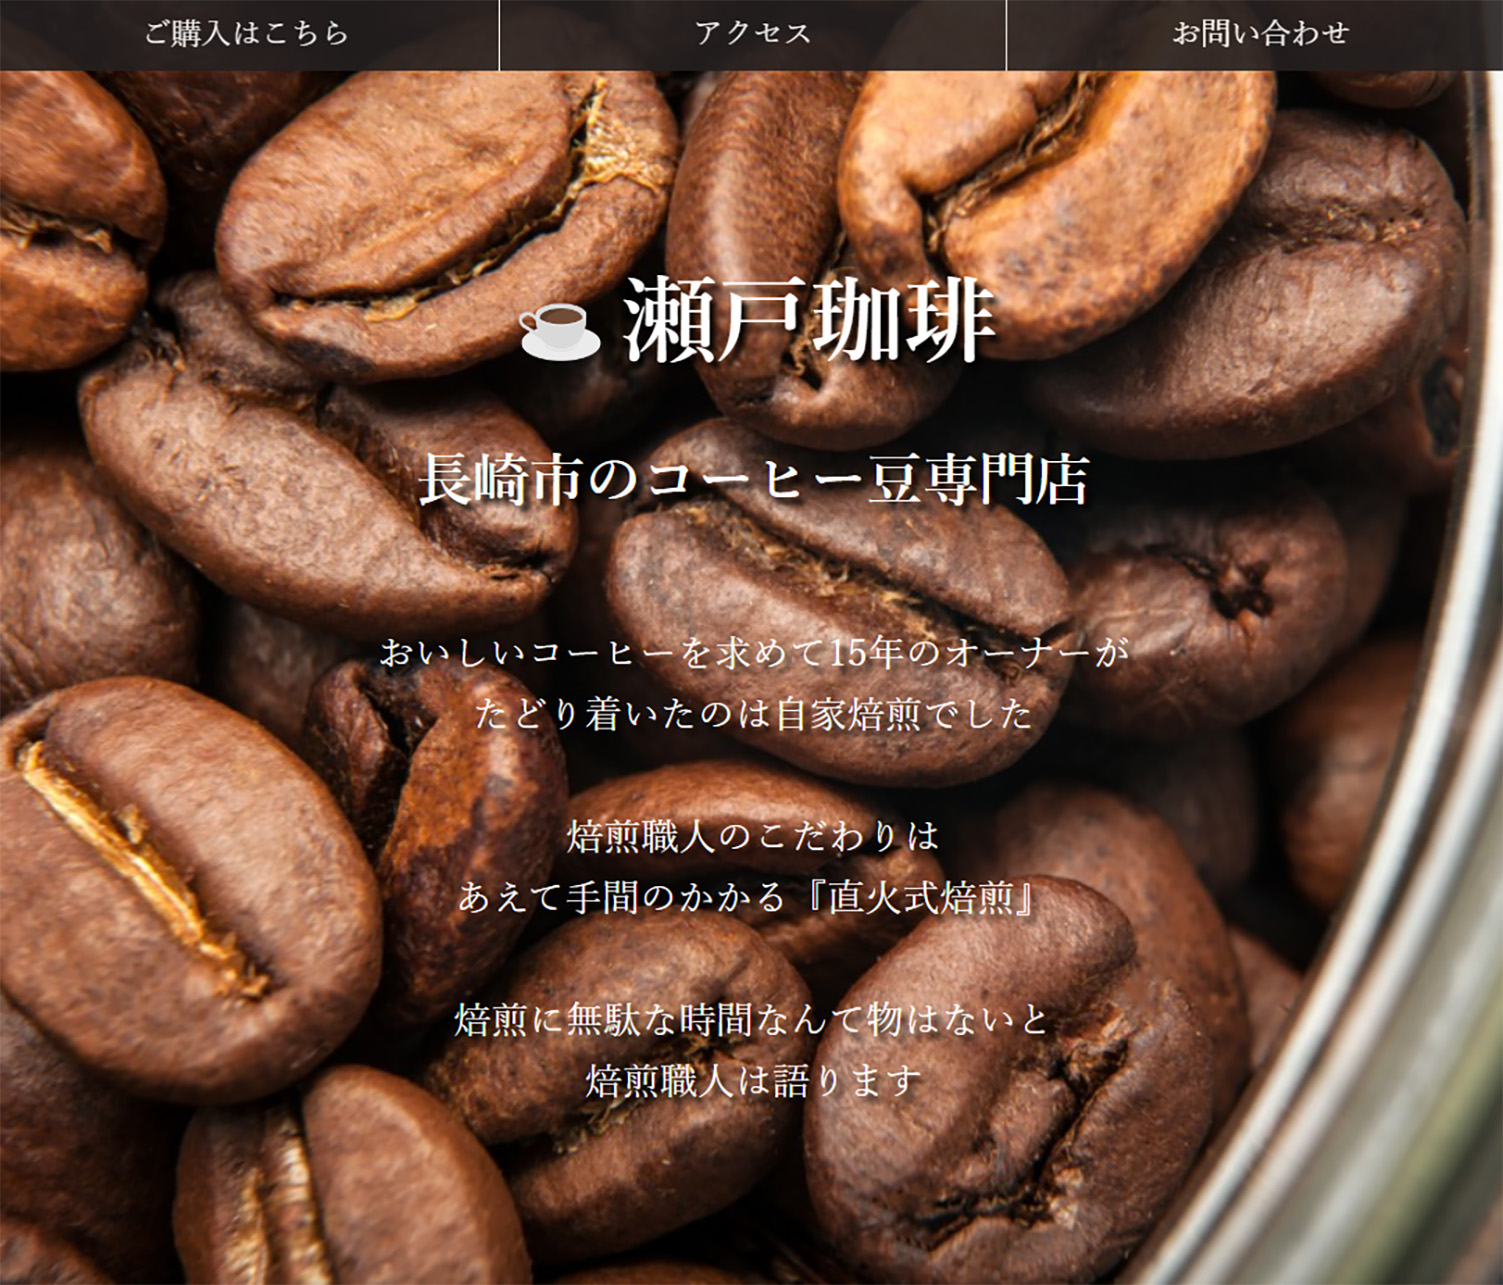 ご購入はこちら
アクセス
お問い合わせ
瀬戸珈琲
長崎市のコーヒー豆専門店
おいしいコーヒーを求めて15年のオーナーが
たどり着いたのは自家焙煎でした
焙煎職人のこだわりは
あえて手間のかかる『直火式焙煎』
焙煎に無駄な時間なんて物はないと
焙煎職人は語ります